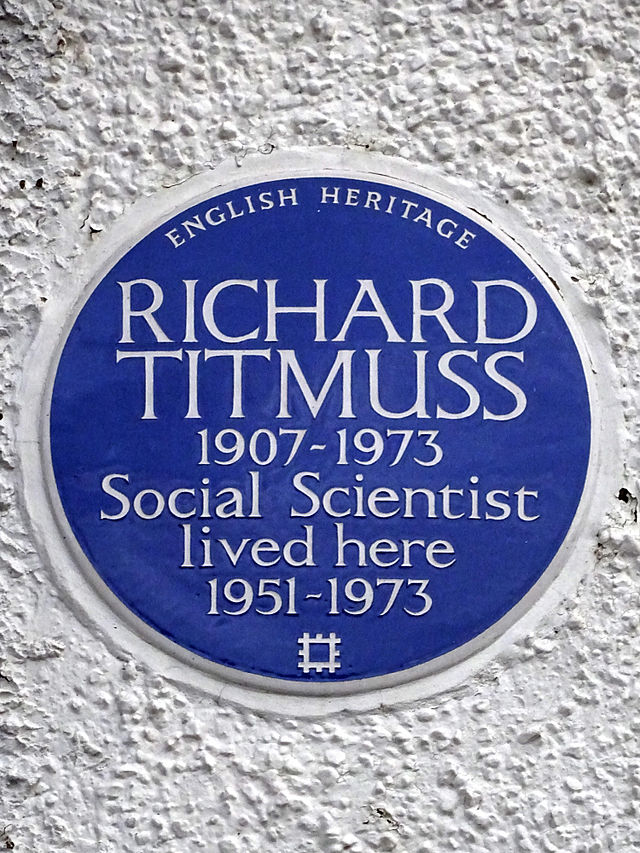 ENGLISH HERITAGE
RICHARD
TITMUSS
1907-1973
Social Scientist
lived here
1951-1973